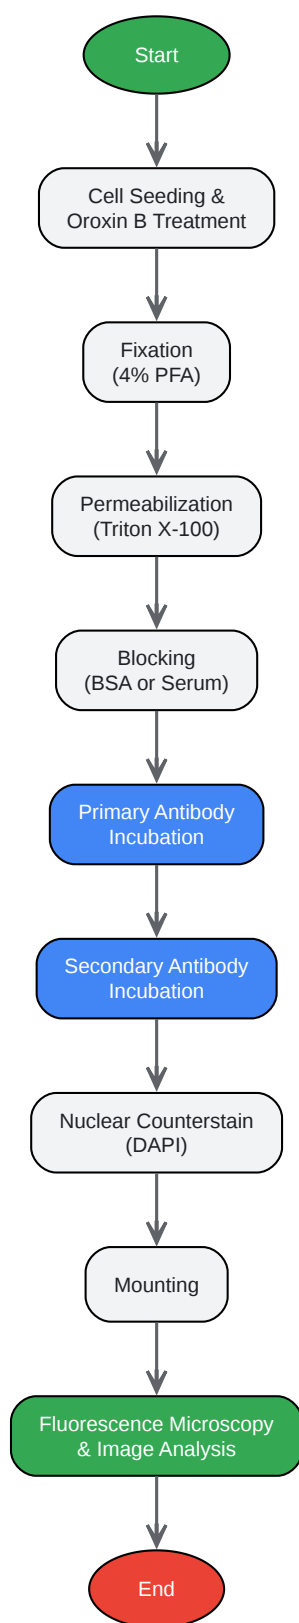 Start
Cell Seeding &
Oroxin B Treatment
Fixation
(4% PFA)
Permeabilization
(Triton X-100)
Blocking
(BSA or Serum)
Primary Antibody
Incubation
Secondary Antibody
Incubation
Nuclear Counterstain
(DAPI)
Mounting
Fluorescence Microscopy
& Image Analysis
End